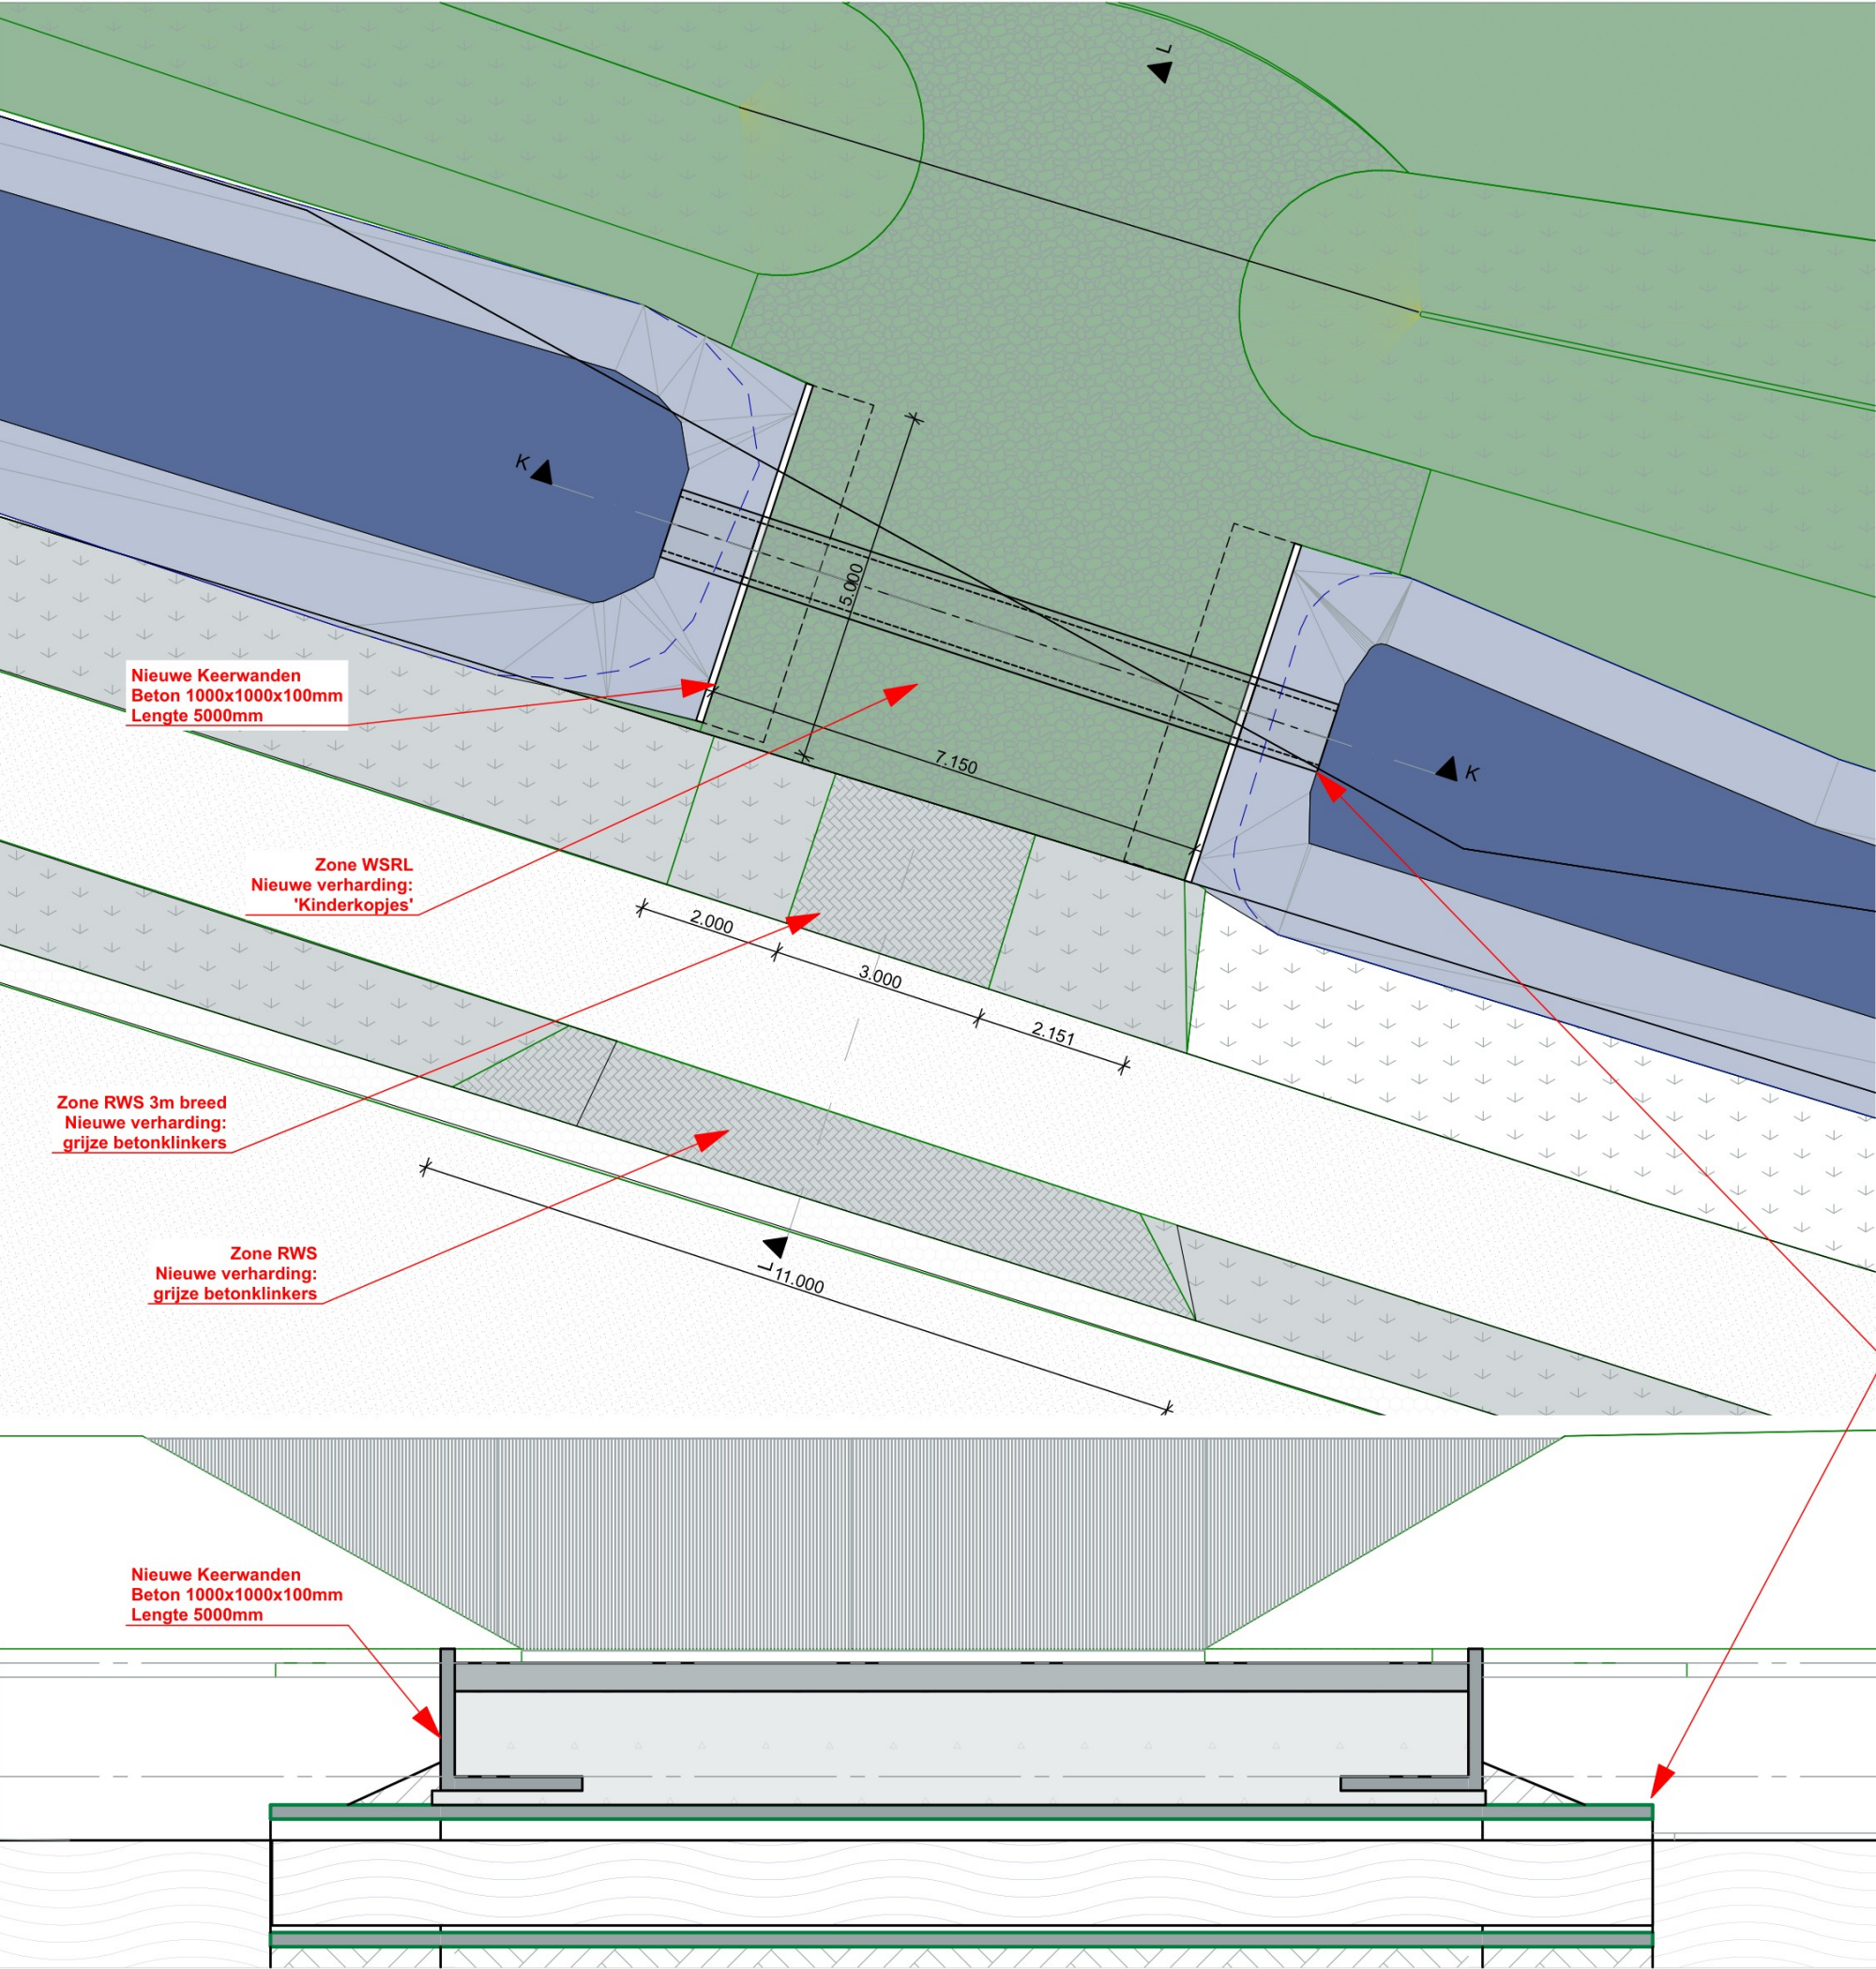 L
K
5.000
Nieuwe Keerwanden
Beton 1000x1000x100mm
Lengte 5000mm
7.150
K
Zone WSRL
Nieuwe verharding:
'Kinderkopjes'
2.000
3.000
2.151
Zone RWS 3m breed
Nieuwe verharding:
grijze betonklinkers
Zone RWS
Nieuwe verharding:
grijze betonklinkers
L
11.000
Nieuwe Keerwanden
Beton 1000x1000x100mm
Lengte 5000mm